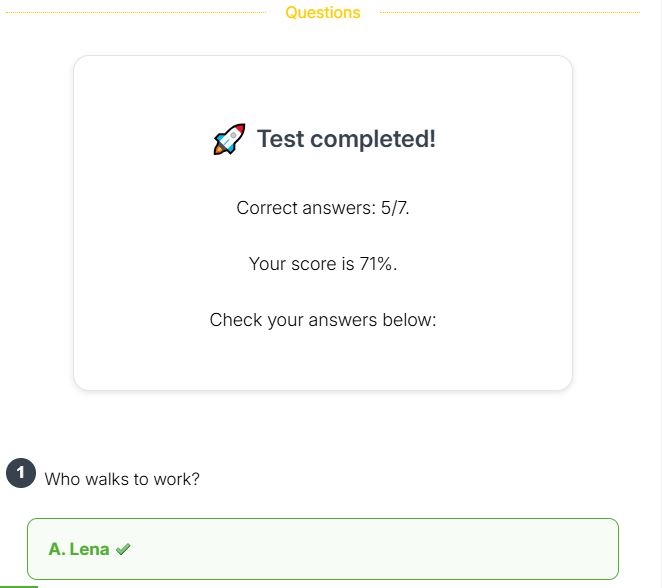 Questions
Test completed!
Correct answers: 5/7.
Your score is 71%.
Check your answers below:
1 Who walks to work?
A. Lena